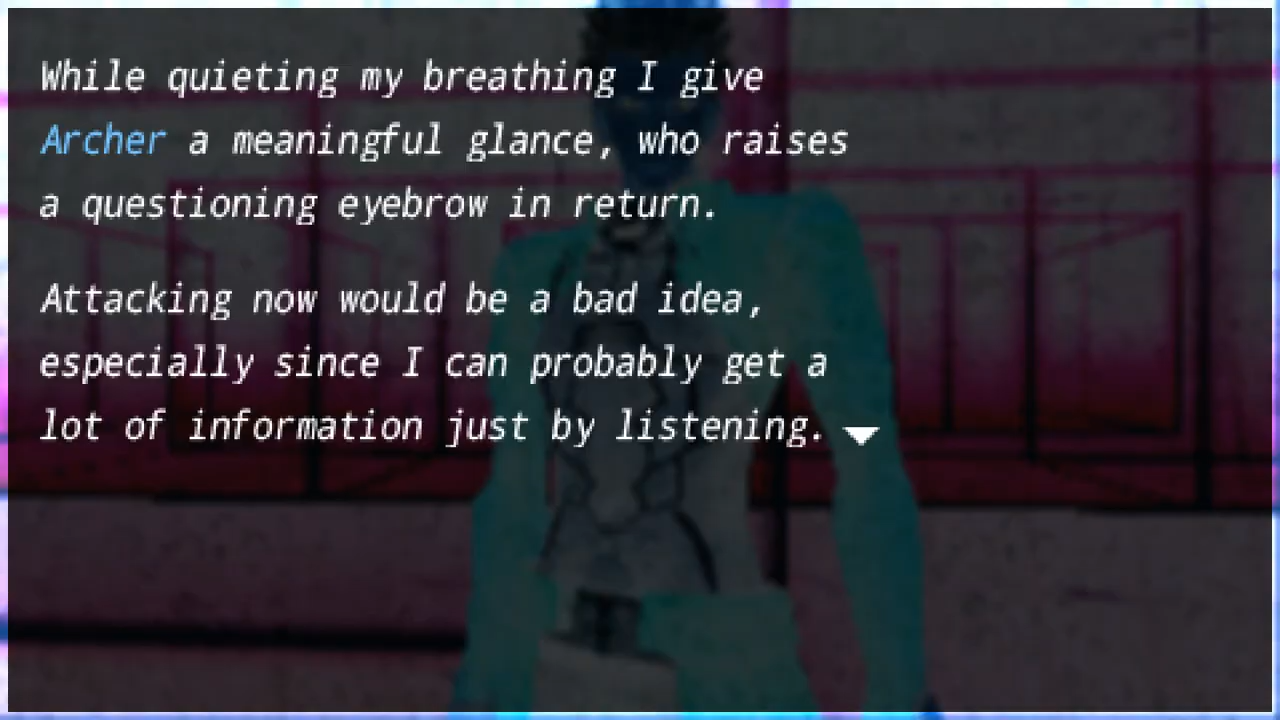 While quieting my breathing I give
Archer a meaningful glance, who raises
a questioning eyebrow in return.
Attacking now would be a bad idea,
especially since I can probably get a
lot of information just by listening.